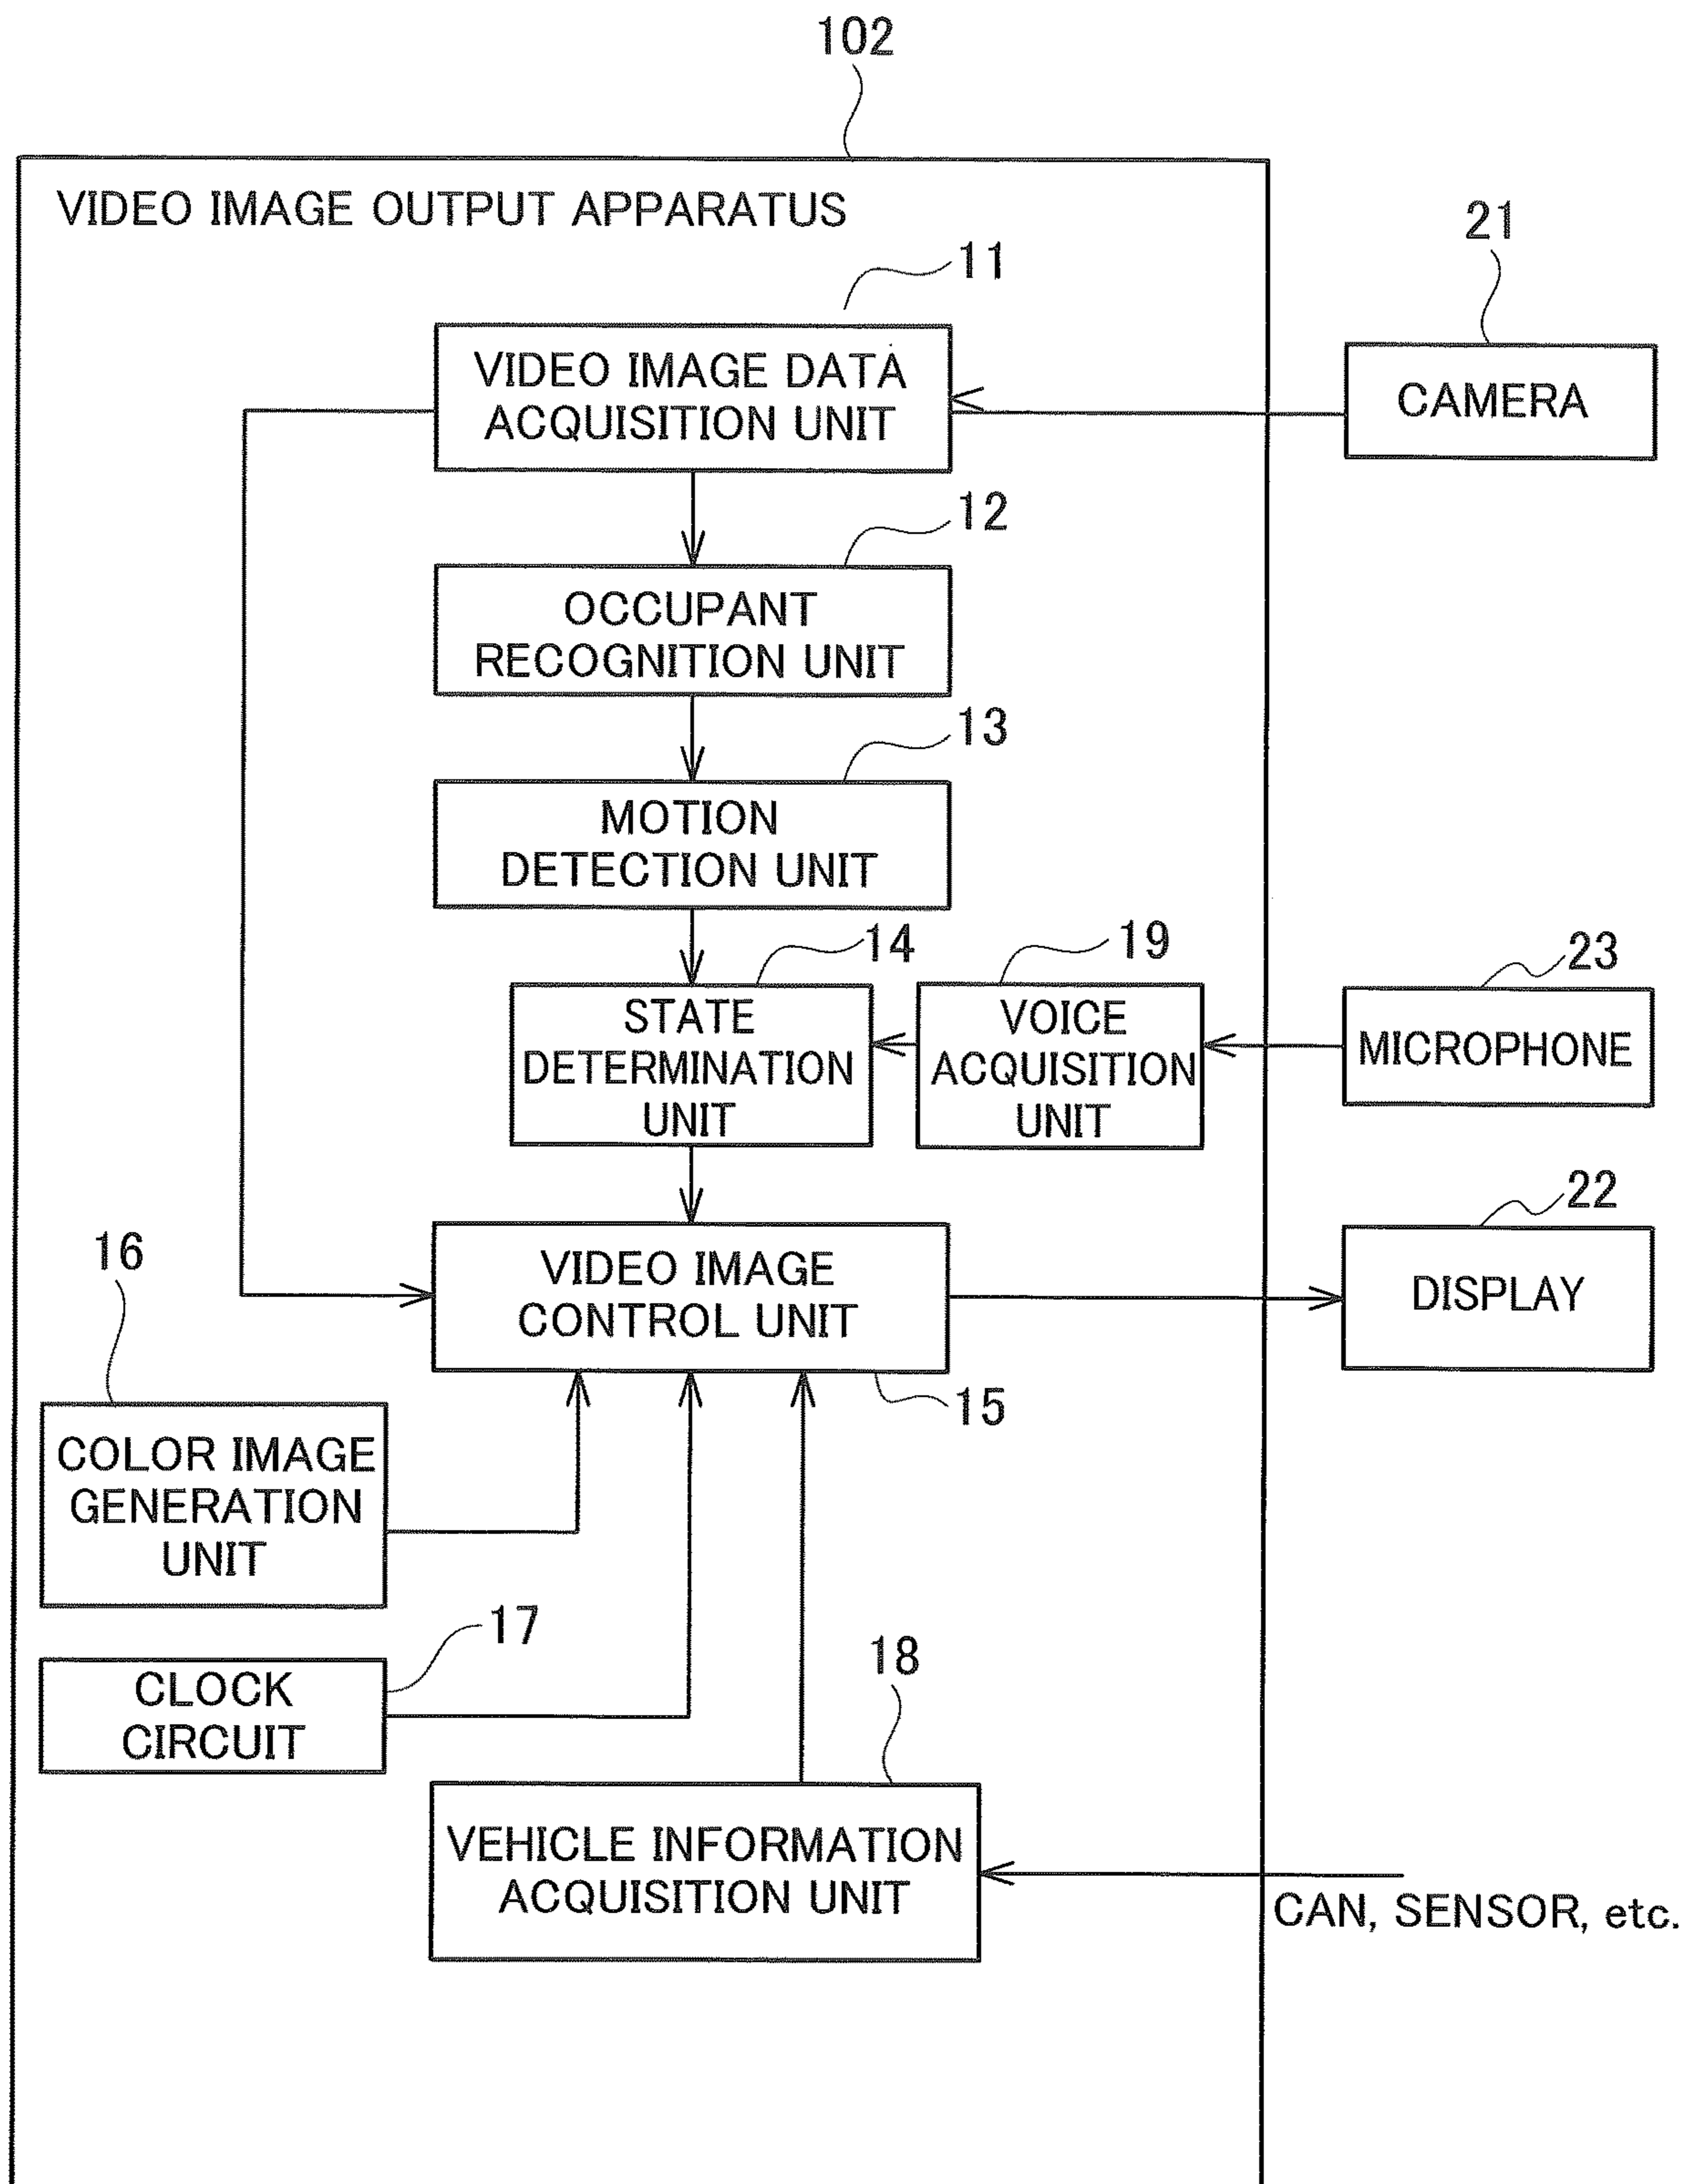 102
VIDEO IMAGE OUTPUT APPARATUS
11
21
VIDEO IMAGE DATA
ACQUISITION UNIT
CAMERA
12
OCCUPANT
RECOGNITION UNIT
13
MOTION
DETECTION UNIT
14
19
23
STATE
DETERMINATION
UNIT
VOICE
ACQUISITION
UNIT
MICROPHONE
22
16
VIDEO IMAGE
CONTROL UNIT
DISPLAY
15
COLOR IMAGE
GENERATION
UNIT
17
CLOCK
CIRCUIT
18
VEHICLE INFORMATION
ACQUISITION UNIT
CAN, SENSOR, etc.